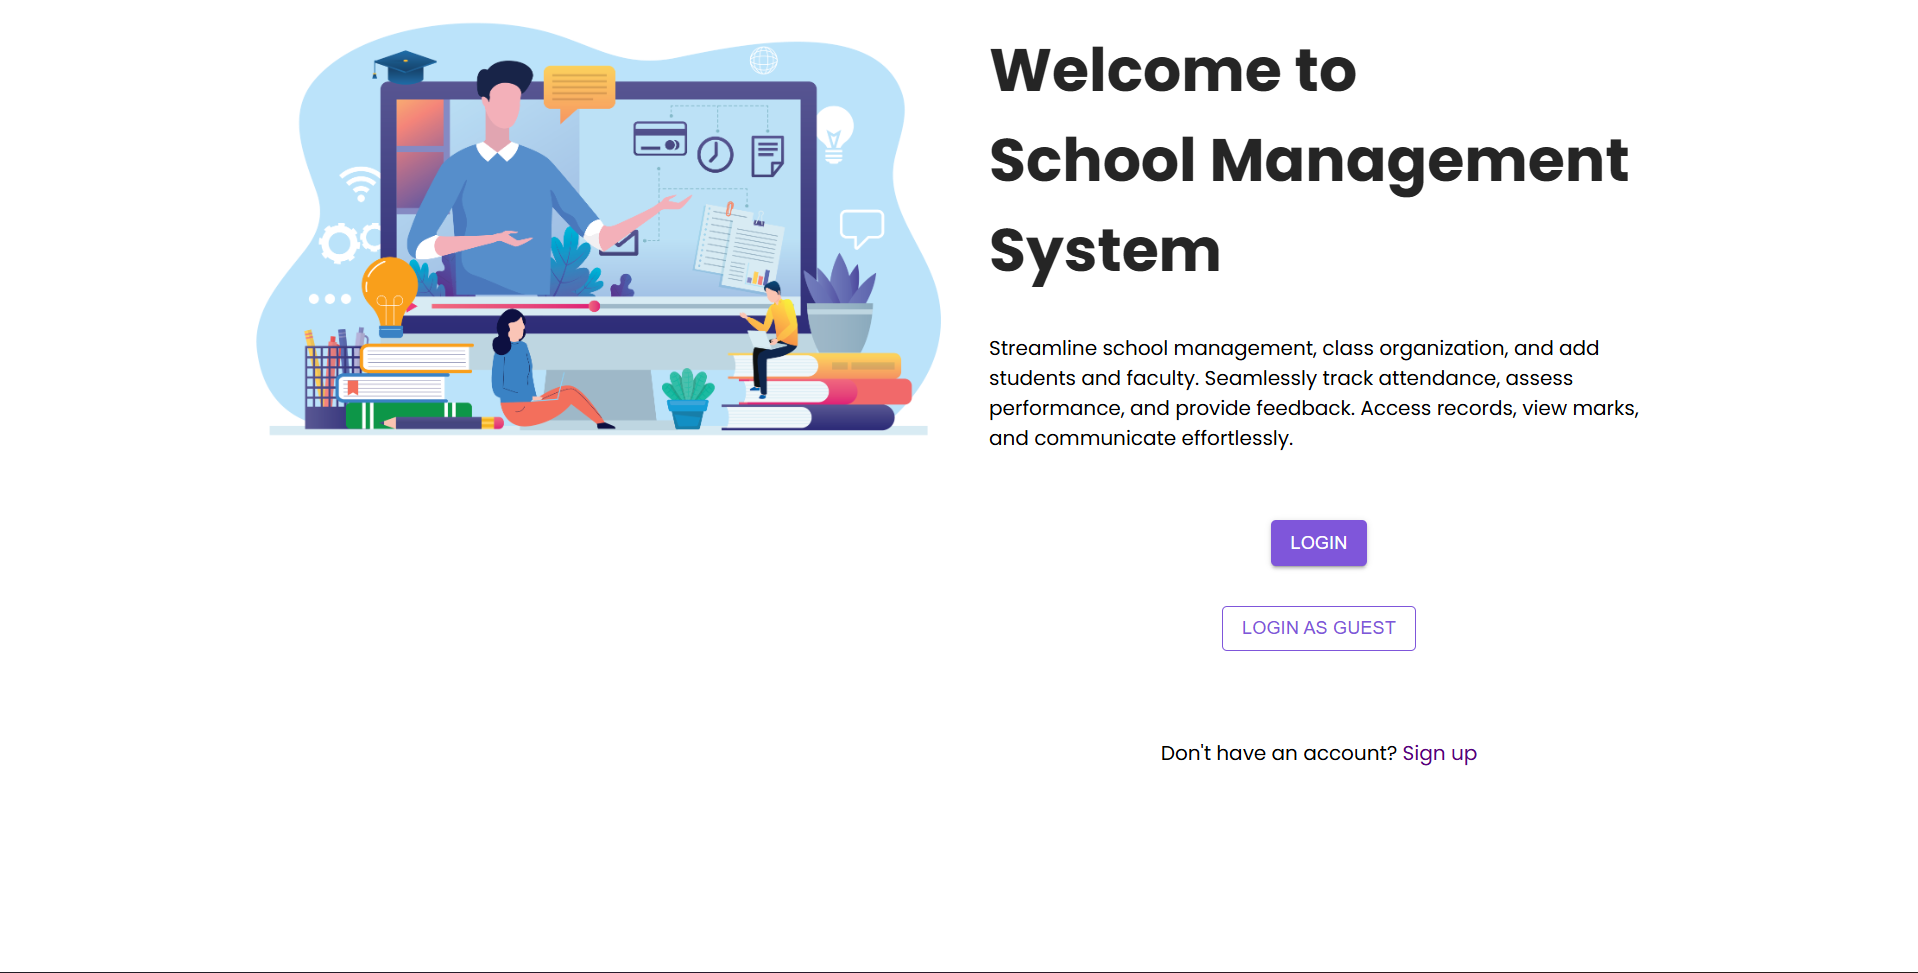 Welcome to
School Management
System
Streamline school management, class organization, and add
students and faculty. Seamlessly track attendance, assess
performance, and provide feedback. Access records, view marks,
and communicate effortlessly.
LOGIN
LOGIN AS GUEST
Don't have an account? Sign up